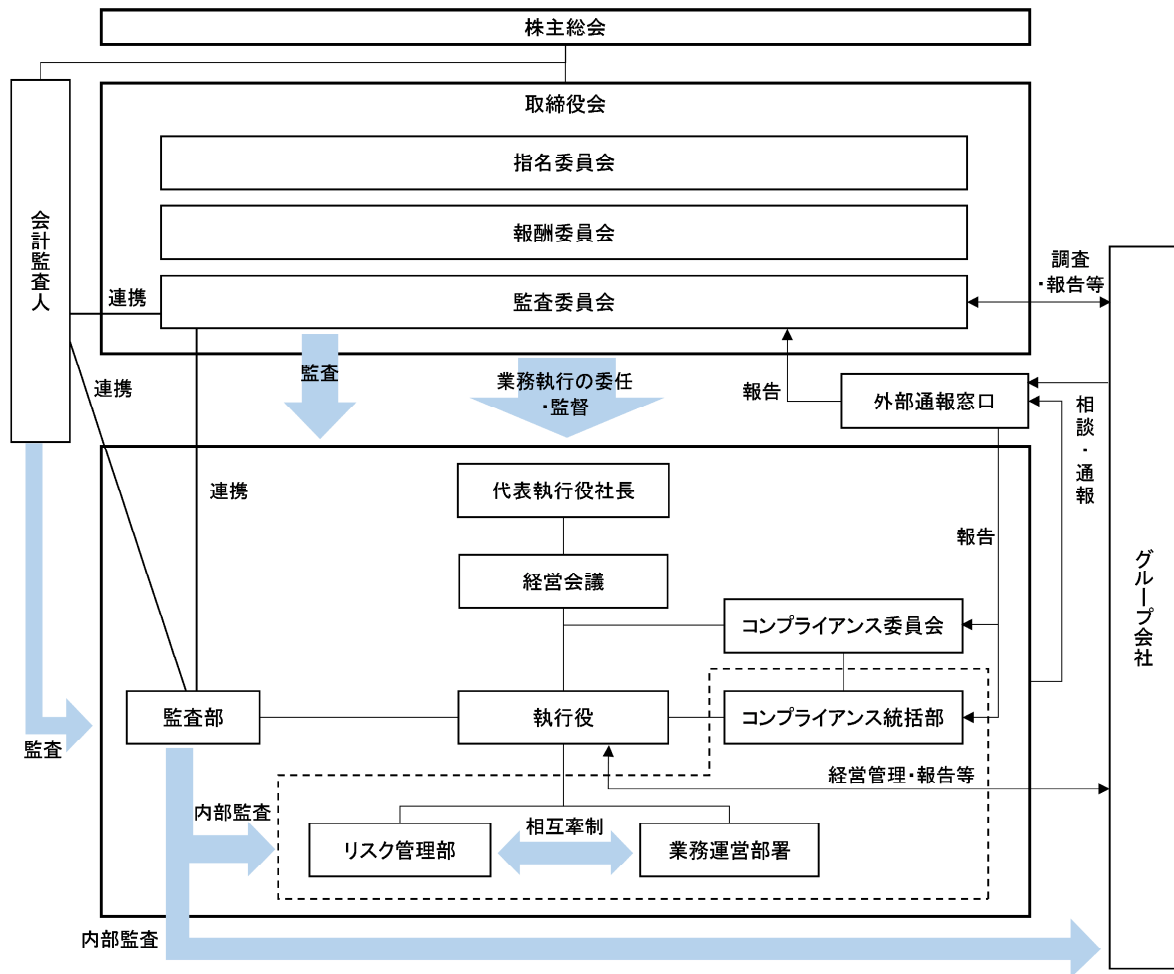 株主総会
取締役会
指名委員会
報酬委員会
監査委員会
会計監査人
連携
連携
連携
監査
業務執行の委任
・監督
報告
外部通報窓口
調査
・報告等
相談・通報
グループ会社
代表執行役社長
経営会議
報告
コンプライアンス委員会
監査部
執行役
コンプライアンス統括部
監査
経営管理・報告等
内部監査
相互牽制
リスク管理部
業務運営部署
内部監査